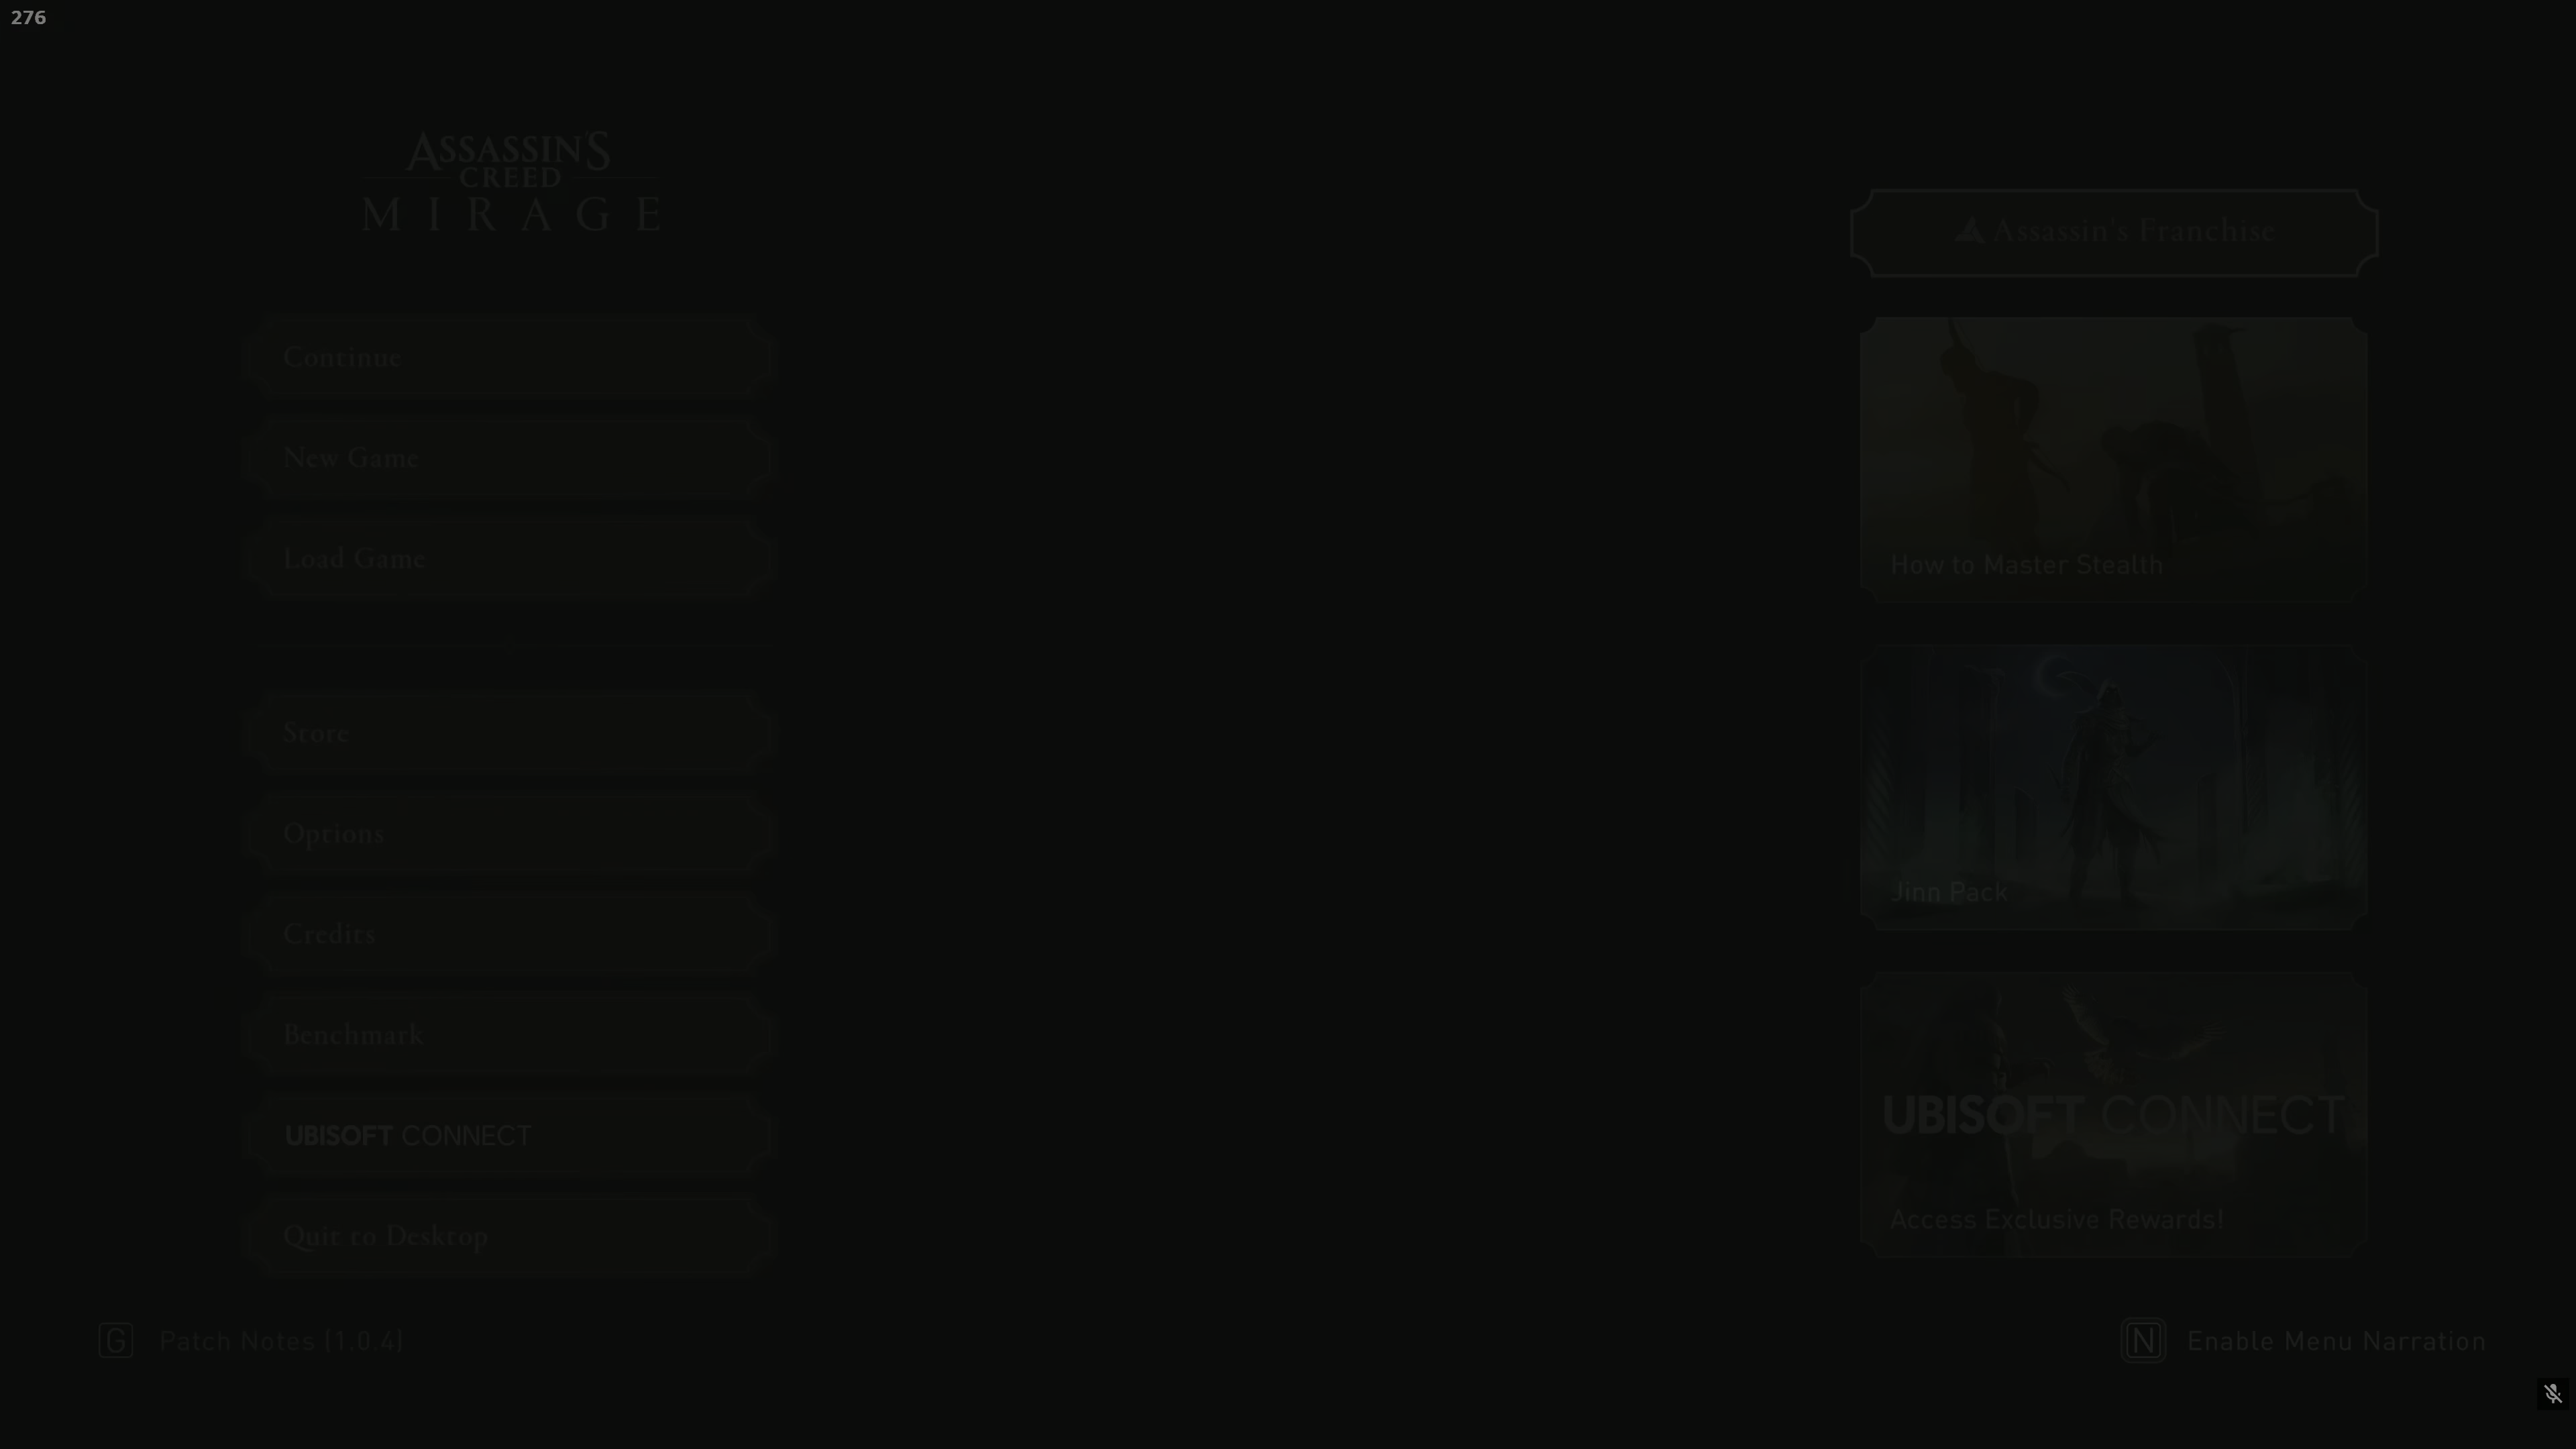 276
ASSASSIN'S
CREED
MIRAGE
Continue
New Game
Load Game
Store
Options
Credits
Benchmark
UBISOFT CONNECT
Quit to Desktop
G Patch Notes (1.0.4)
Assassin's Franchise
How to Master Stealth
Jinn Pack
UBISOFT CONNECT
Access Exclusive Rewards!
N Enable Menu Narration